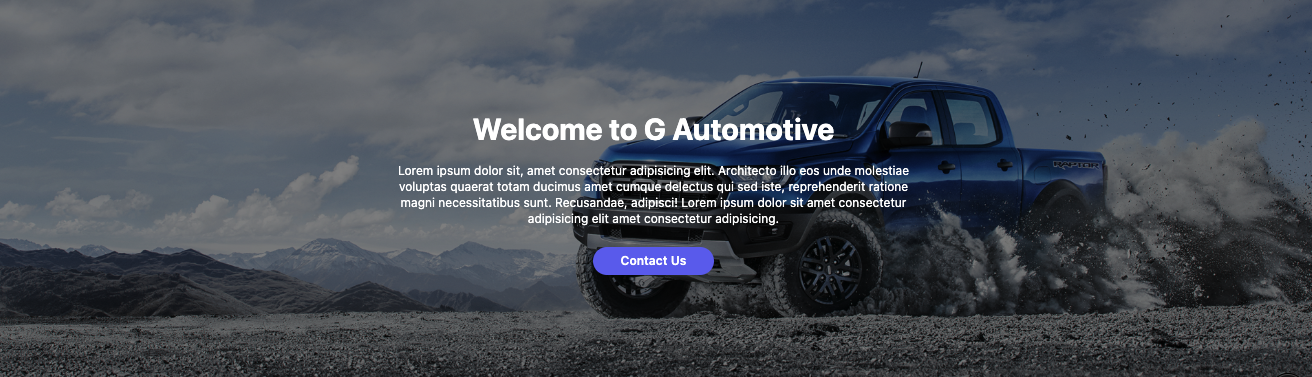 Welcome to G Automotive
Lorem ipsum dolor sit, amet consectetur adipisicing elit. Architecto illo eos unde molestiae
voluptas quaerat totam ducimus amet cumque delectus qui sed iste, reprehenderit ratione
magni necessitatibus sunt. Recusandae, adipisci! Lorem ipsum dolor sit amet consectetur
adipisicing elit amet consectetur adipisicing.
Contact Us
RAPTOR